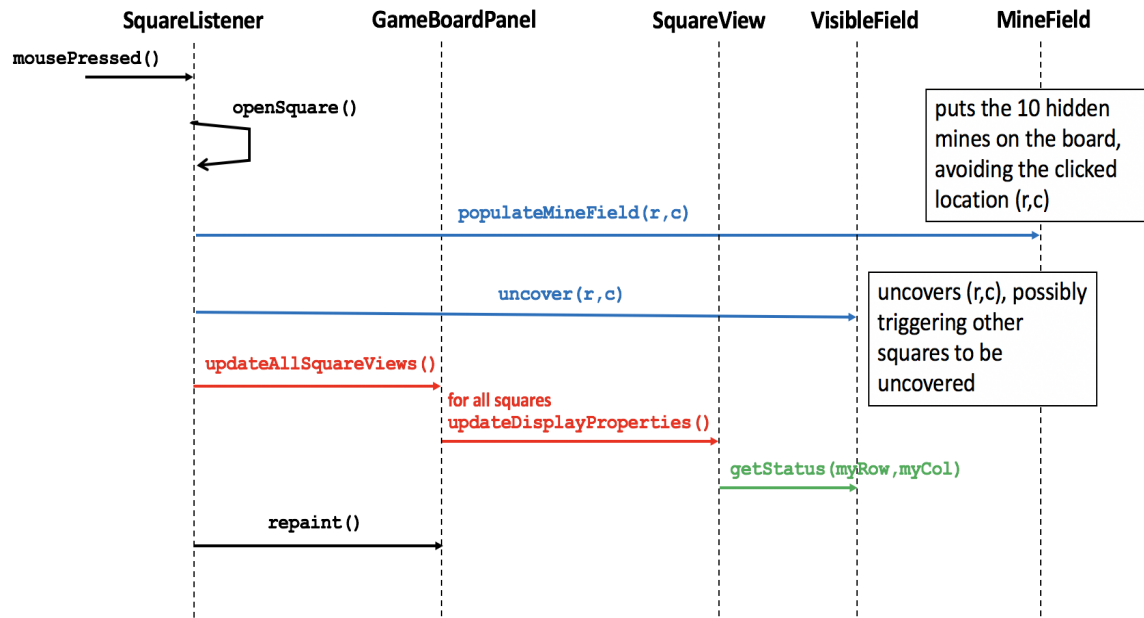 SquareListener GameBoardPanel SquareView VisibleField MineField
mousePressed()
openSquare()
puts the 10 hidden
mines on the board,
avoiding the clicked
location (r,c)
populateMineField(r,c)
uncover(r,c)
uncovers (r,c), possibly
triggering other
squares to be
uncovered
updateAllSquareViews()
for all squares
updateDisplayProperties()
getStatus(myRow,myCol)
repaint()